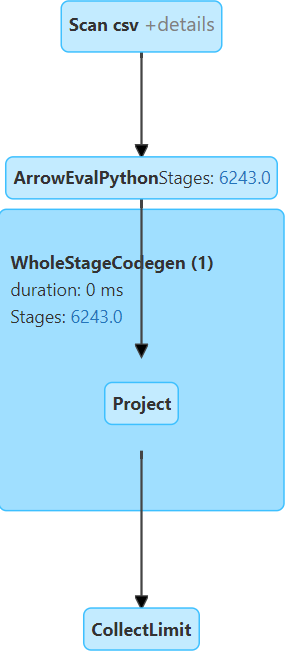 Scan csv +details
ArrowEvalPythonStages: 6243.0
WholeStageCodegen (1)
duration: 0 ms
Stages: 6243.0
Project
CollectLimit